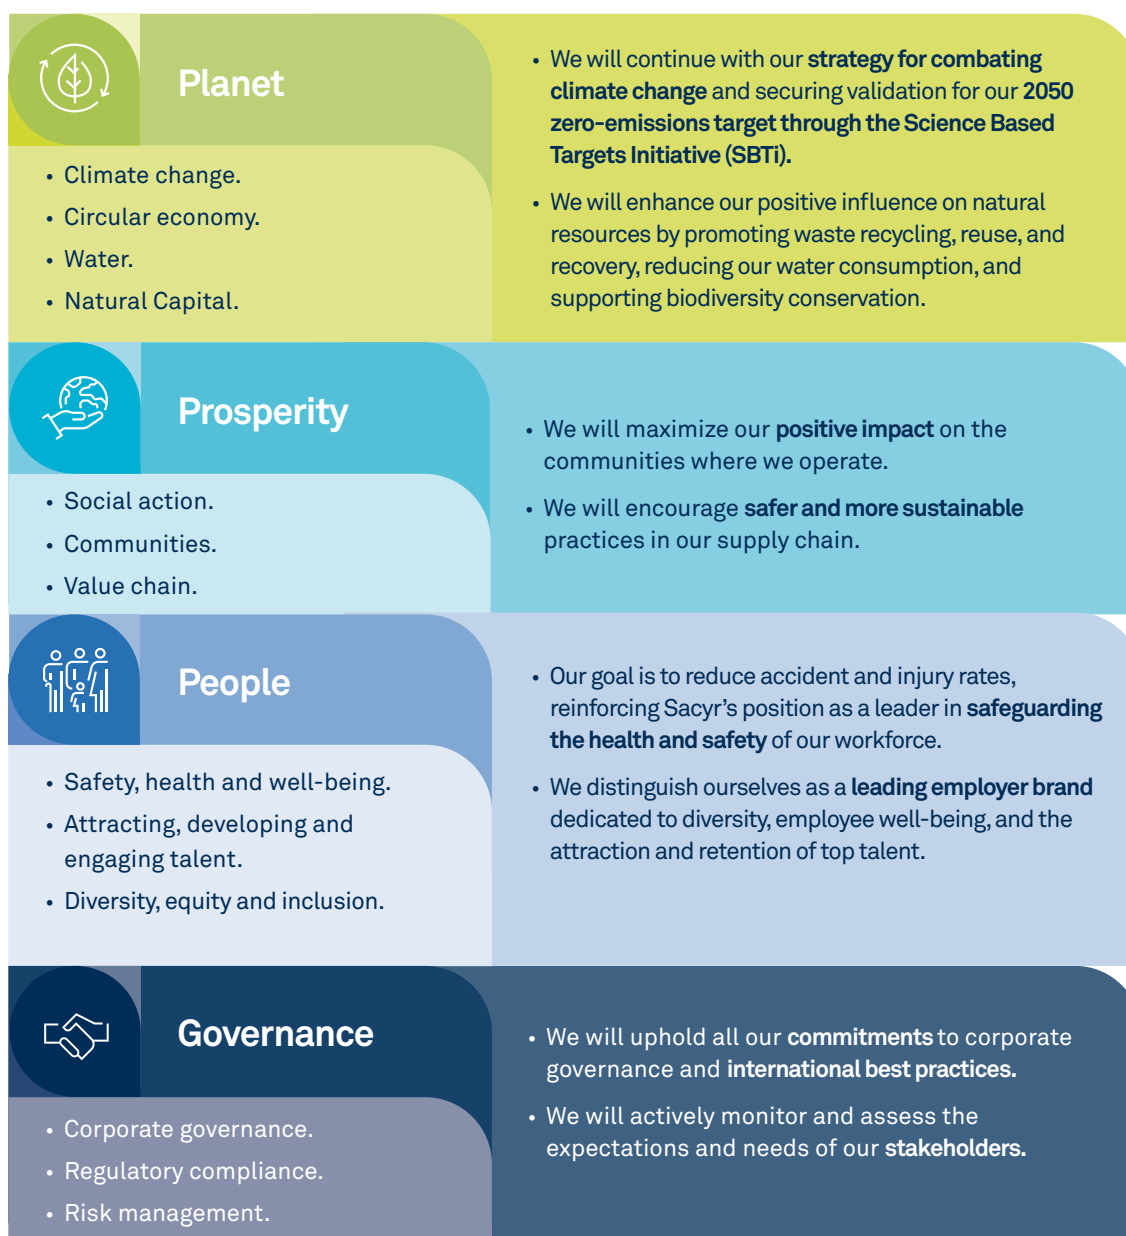 Planet
• Climate change.
• Circular economy.
• Water.
• Natural Capital.
• We will continue with our strategy for combating
climate change and securing validation for our 2050
zero-emissions target through the Science Based
Targets Initiative (SBTi).
• We will enhance our positive influence on natural
resources by promoting waste recycling, reuse, and
recovery, reducing our water consumption, and
supporting biodiversity conservation.
Prosperity
• Social action.
• Communities.
• Value chain.
• We will maximize our positive impact on the
communities where we operate.
• We will encourage safer and more sustainable
practices in our supply chain.
People
• Safety, health and well-being.
• Attracting, developing and
engaging talent.
• Diversity, equity and inclusion.
• Our goal is to reduce accident and injury rates,
reinforcing Sacyr’s position as a leader in safeguarding
the health and safety of our workforce.
• We distinguish ourselves as a leading employer brand
dedicated to diversity, employee well-being, and the
attraction and retention of top talent.
Governance
• Corporate governance.
• Regulatory compliance.
• Risk management.
• We will uphold all our commitments to corporate
governance and international best practices.
• We will actively monitor and assess the
expectations and needs of our stakeholders.